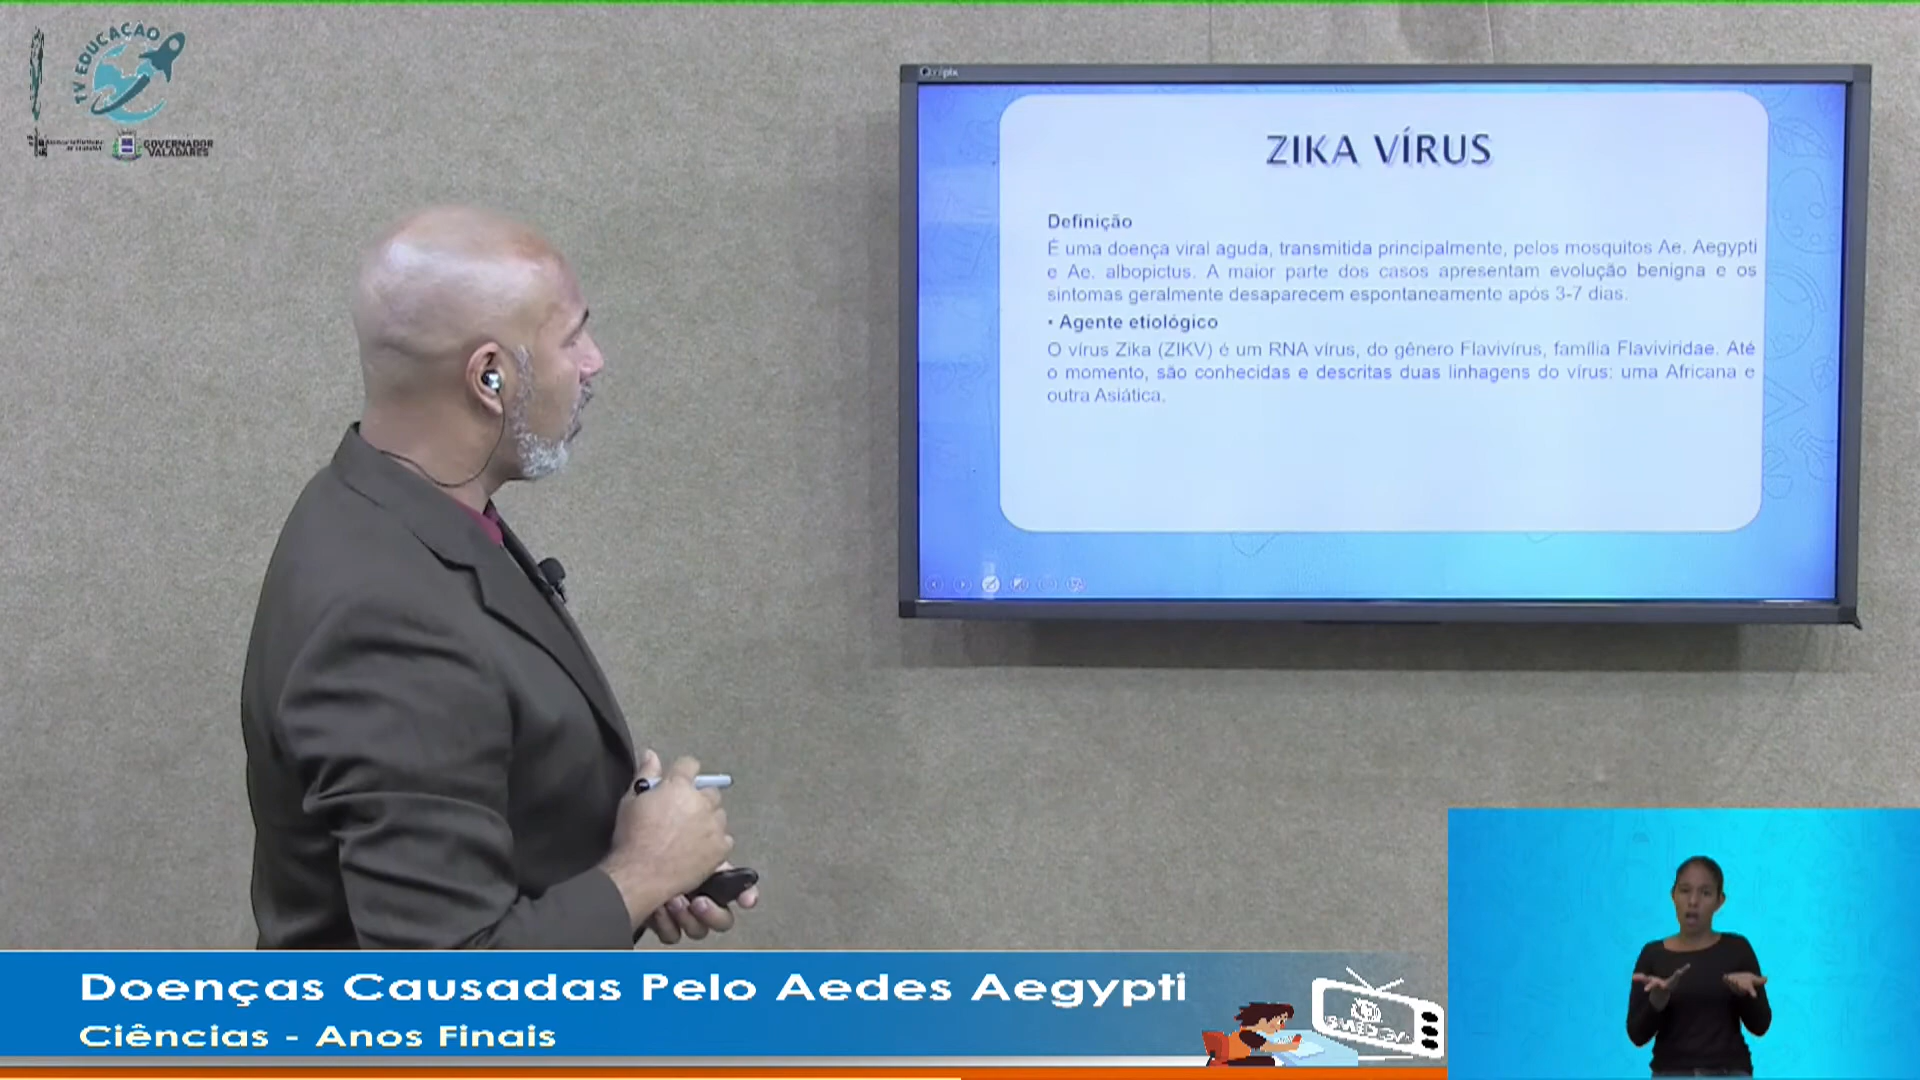 TV EDUCAÇÃO
GOVERNADOR
VALADARES
ZIKA VÍRUS
Definição
É uma doença viral aguda, transmitida principalmente, pelos mosquitos Ae. Aegypti
e Ae. albopictus. A maior parte dos casos apresentam evolução benigna e os
sintomas geralmente desaparecem espontaneamente após 3-7 dias.
• Agente etiológico
O vírus Zika (ZIKV) é um RNA vírus, do gênero Flavivírus, família Flaviviridae. Até
o momento, são conhecidas e descritas duas linhagens do vírus: uma Africana e
outra Asiática.
Doenças Causadas Pelo Aedes Aegypti
Ciências - Anos Finais